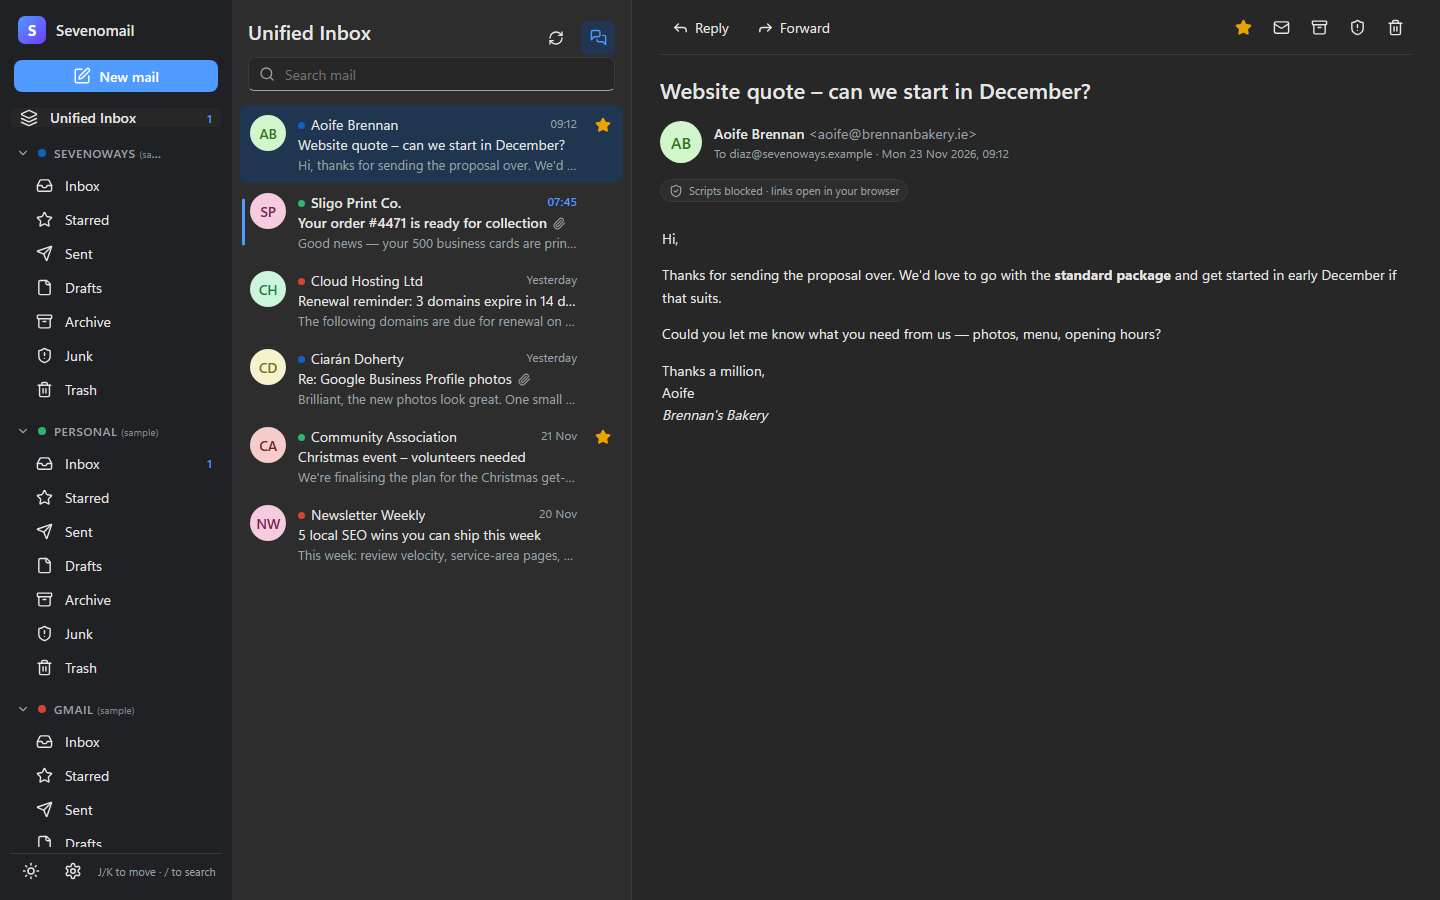 S Sevenomail
New mail
Unified Inbox 1
SEVENOWAYS (sa...
Inbox
Starred
Sent
Drafts
Archive
Junk
Trash
PERSONAL (sample)
Inbox 1
Starred
Sent
Drafts
Archive
Junk
Trash
GMAIL (sample)
Inbox
Starred
Sent
Drafts
J/K to move · / to search
Unified Inbox
Search mail
AB Aoife Brennan 09:12
Website quote – can we start in December?
Hi, thanks for sending the proposal over. We'd ...
SP Sligo Print Co. 07:45
Your order #4471 is ready for collection
Good news — your 500 business cards are prin...
CH Cloud Hosting Ltd Yesterday
Renewal reminder: 3 domains expire in 14 d...
The following domains are due for renewal on ...
CD Ciarán Doherty Yesterday
Re: Google Business Profile photos
Brilliant, the new photos look great. One small ...
CA Community Association 21 Nov
Christmas event – volunteers needed
We're finalising the plan for the Christmas get-...
NW Newsletter Weekly 20 Nov
5 local SEO wins you can ship this week
This week: review velocity, service-area pages, ...
Reply Forward
Website quote – can we start in December?
AB Aoife Brennan <aoife@brennanbakery.ie>
To diaz@sevenoways.example · Mon 23 Nov 2026, 09:12
Scripts blocked · links open in your browser
Hi,
Thanks for sending the proposal over. We'd love to go with the standard package and get started in early December if
that suits.
Could you let me know what you need from us — photos, menu, opening hours?
Thanks a million,
Aoife
Brennan's Bakery